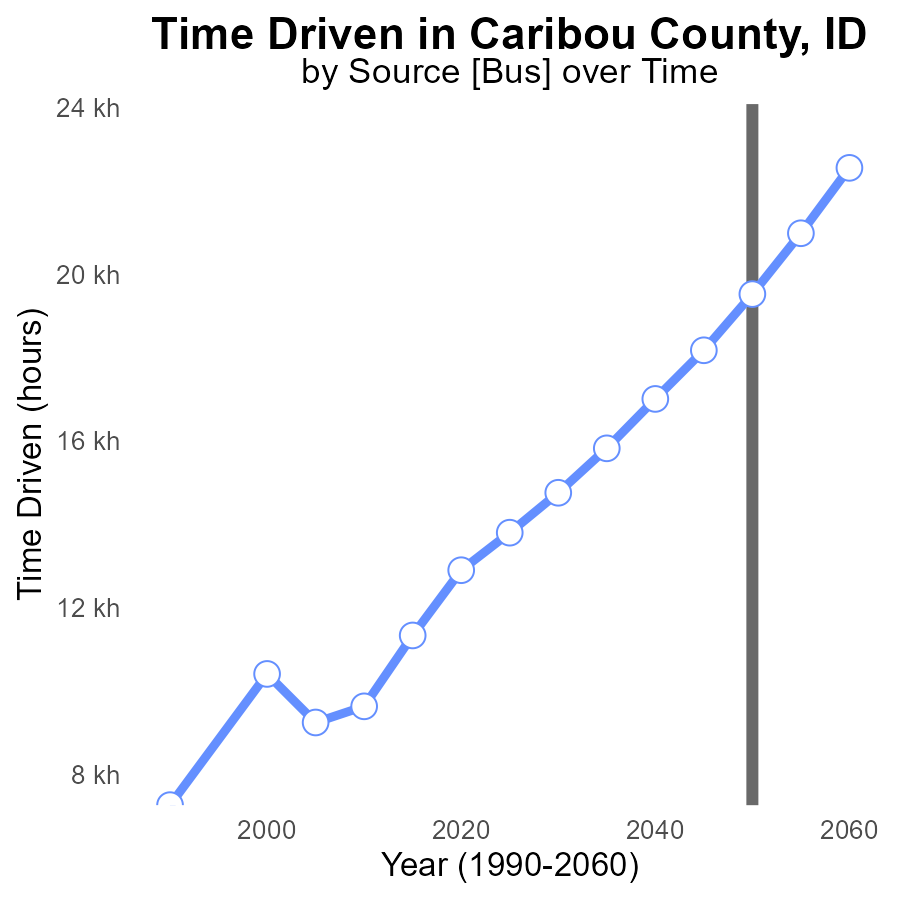 Time Driven in Caribou County, ID
by Source [Bus] over Time
24 kh
20 kh
16 kh
12 kh
8 kh
Time Driven (hours)
2000 2020 2040 2060
Year (1990-2060)